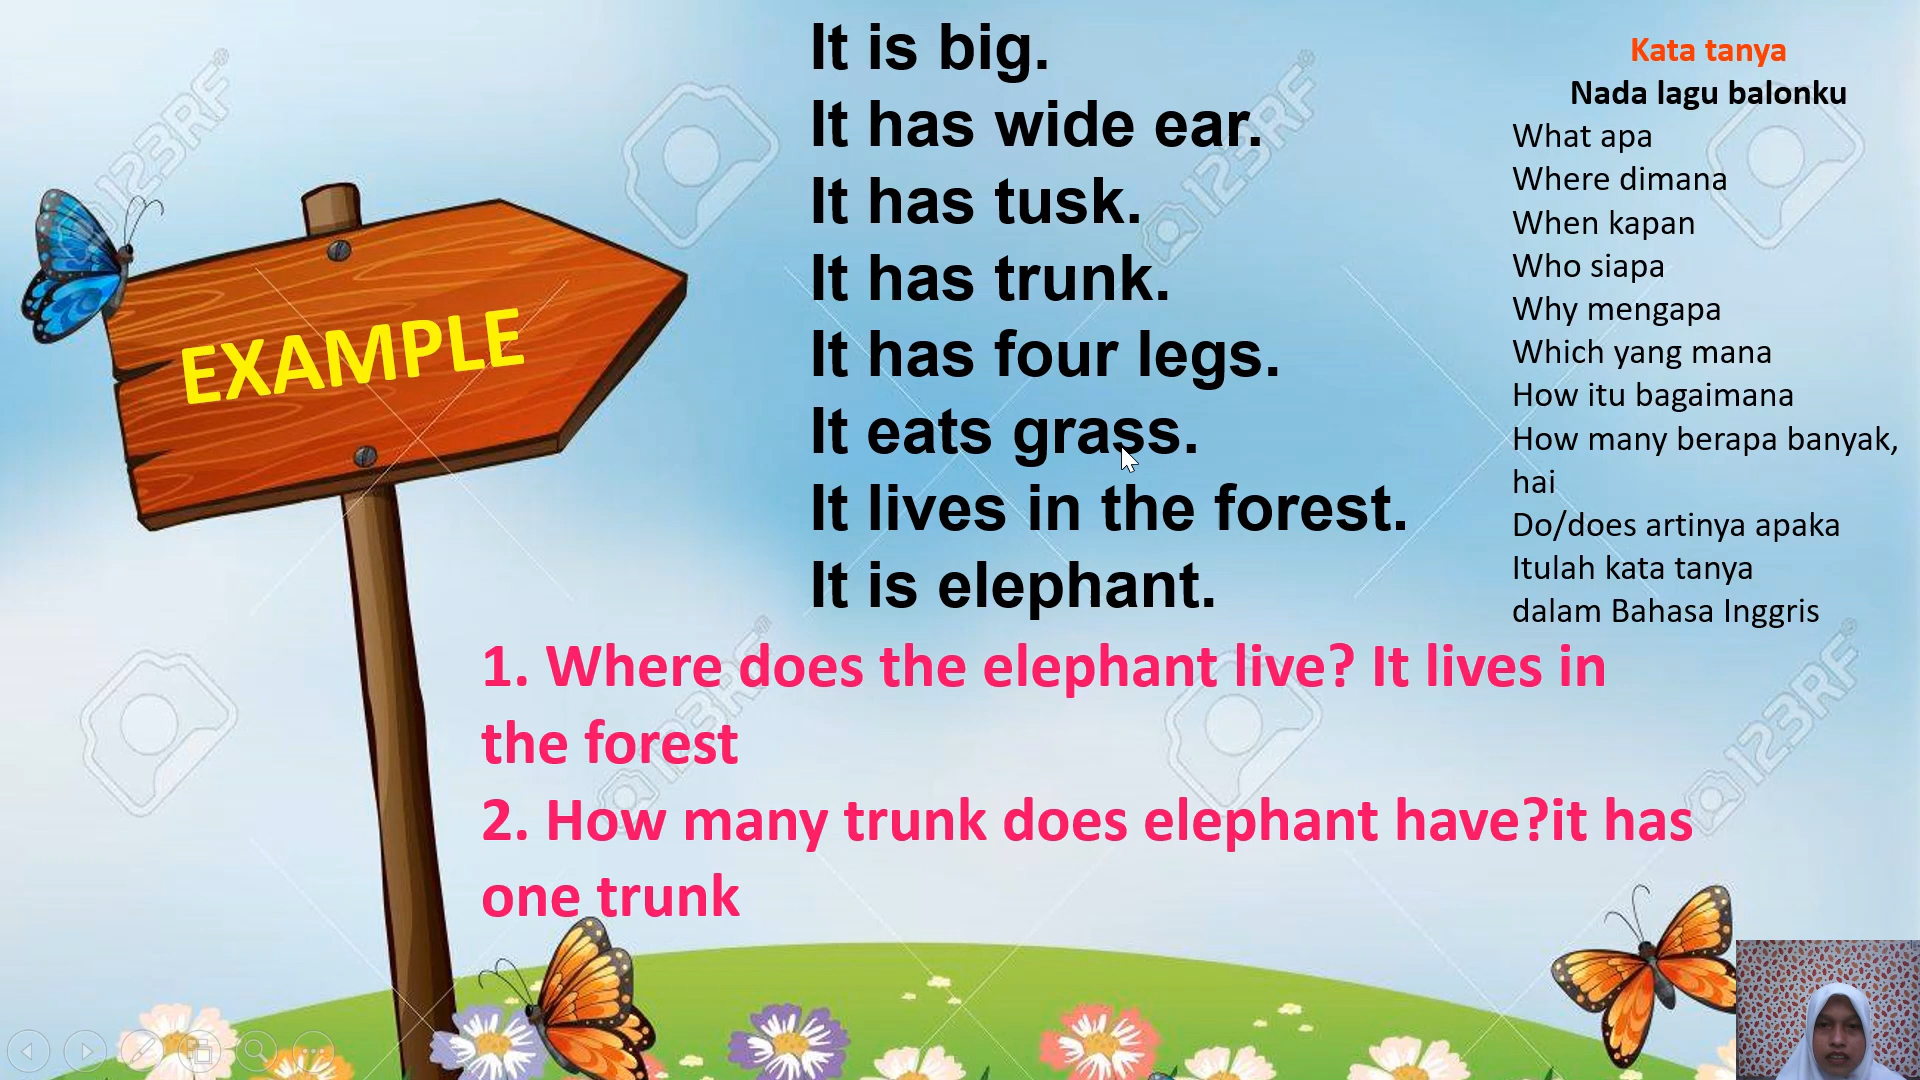 EXAMPLE
It is big.
It has wide ear.
It has tusk.
It has trunk.
It has four legs.
It eats grass.
It lives in the forest.
It is elephant.
Kata tanya
Nada lagu balonku
What apa
Where dimana
When kapan
Who siapa
Why mengapa
Which yang mana
How itu bagaimana
How many berapa banyak,
hai
Do/does artinya apaka
Itulah kata tanya
dalam Bahasa Inggris
1. Where does the elephant live? It lives in
the forest
2. How many trunk does elephant have?it has
one trunk
123RF
123RF
123RF
123RF